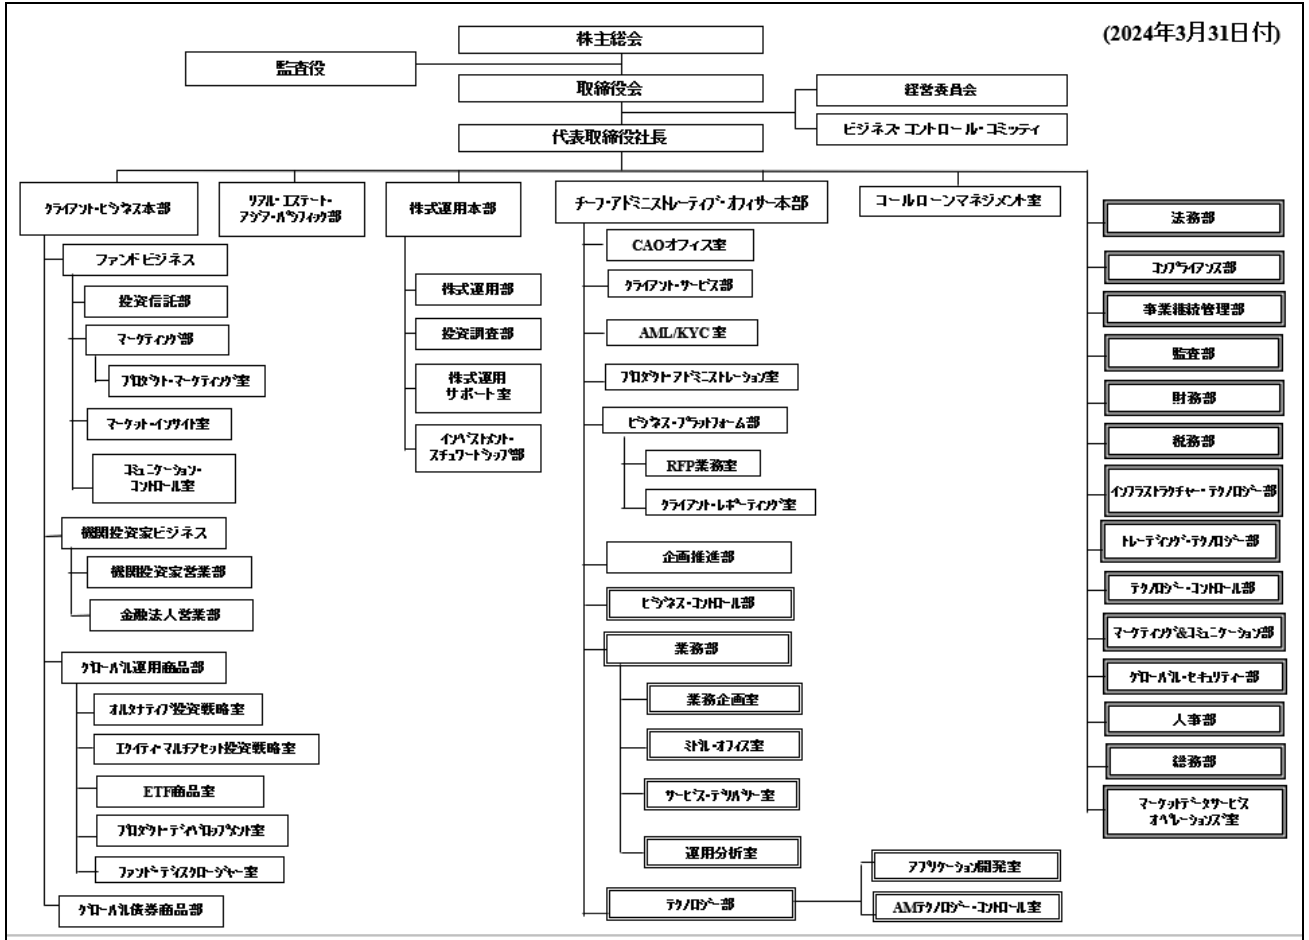 (2024年3月31日付)
株主総会
監査役
取締役会
経営委員会
ビジネス・コントロール・コミッティ
代表取締役社長
クライアント・ビジネス本部
ファンドビジネス
投資信託部
マーケティング部
プロダクト・マーケティング室
マーケット・インサイト室
コミュニケーション・
コントロール室
機関投資家ビジネス
機関投資家営業部
金融法人営業部
グローバル運用商品部
オルタナティブ投資戦略室
エクイティ・マルチアセット投資戦略室
ETF商品室
プロダクト・ディベロップメント室
ファンド・ディスクロージャー室
グローバル債券商品部
リアル・エステート・
アジア・パシフィック部
株式運用本部
株式運用部
投資調査部
株式運用
サポート室
インベストメント・
スチュワードシップ部
チーフ・アドミニストレーティブ・オフィサー本部
CAOオフィス室
クライアント・サービス部
AML/KYC 室
プロダクト・アドミニストレーション室
ビジネス・プラットフォーム部
RFP業務室
クライアント・レポーティング室
企画推進部
ビジネス・コントロール部
業務部
業務企画室
ミドル・オフィス室
サービス・デリバリー室
運用分析室
テクノロジー部
アプリケーション開発室
AMテクノロジー・コントロール室
コールローンマネジメント室
法務部
コンプライアンス部
事業継続管理部
監査部
財務部
税務部
インフラストラクチャー・テクノロジー部
トレーディング・テクノロジー部
テクノロジー・コントロール部
マーケティング&コミュニケーション部
グローバル・セキュリティー部
人事部
総務部
マーケットデータサービス
オペレーションズ室